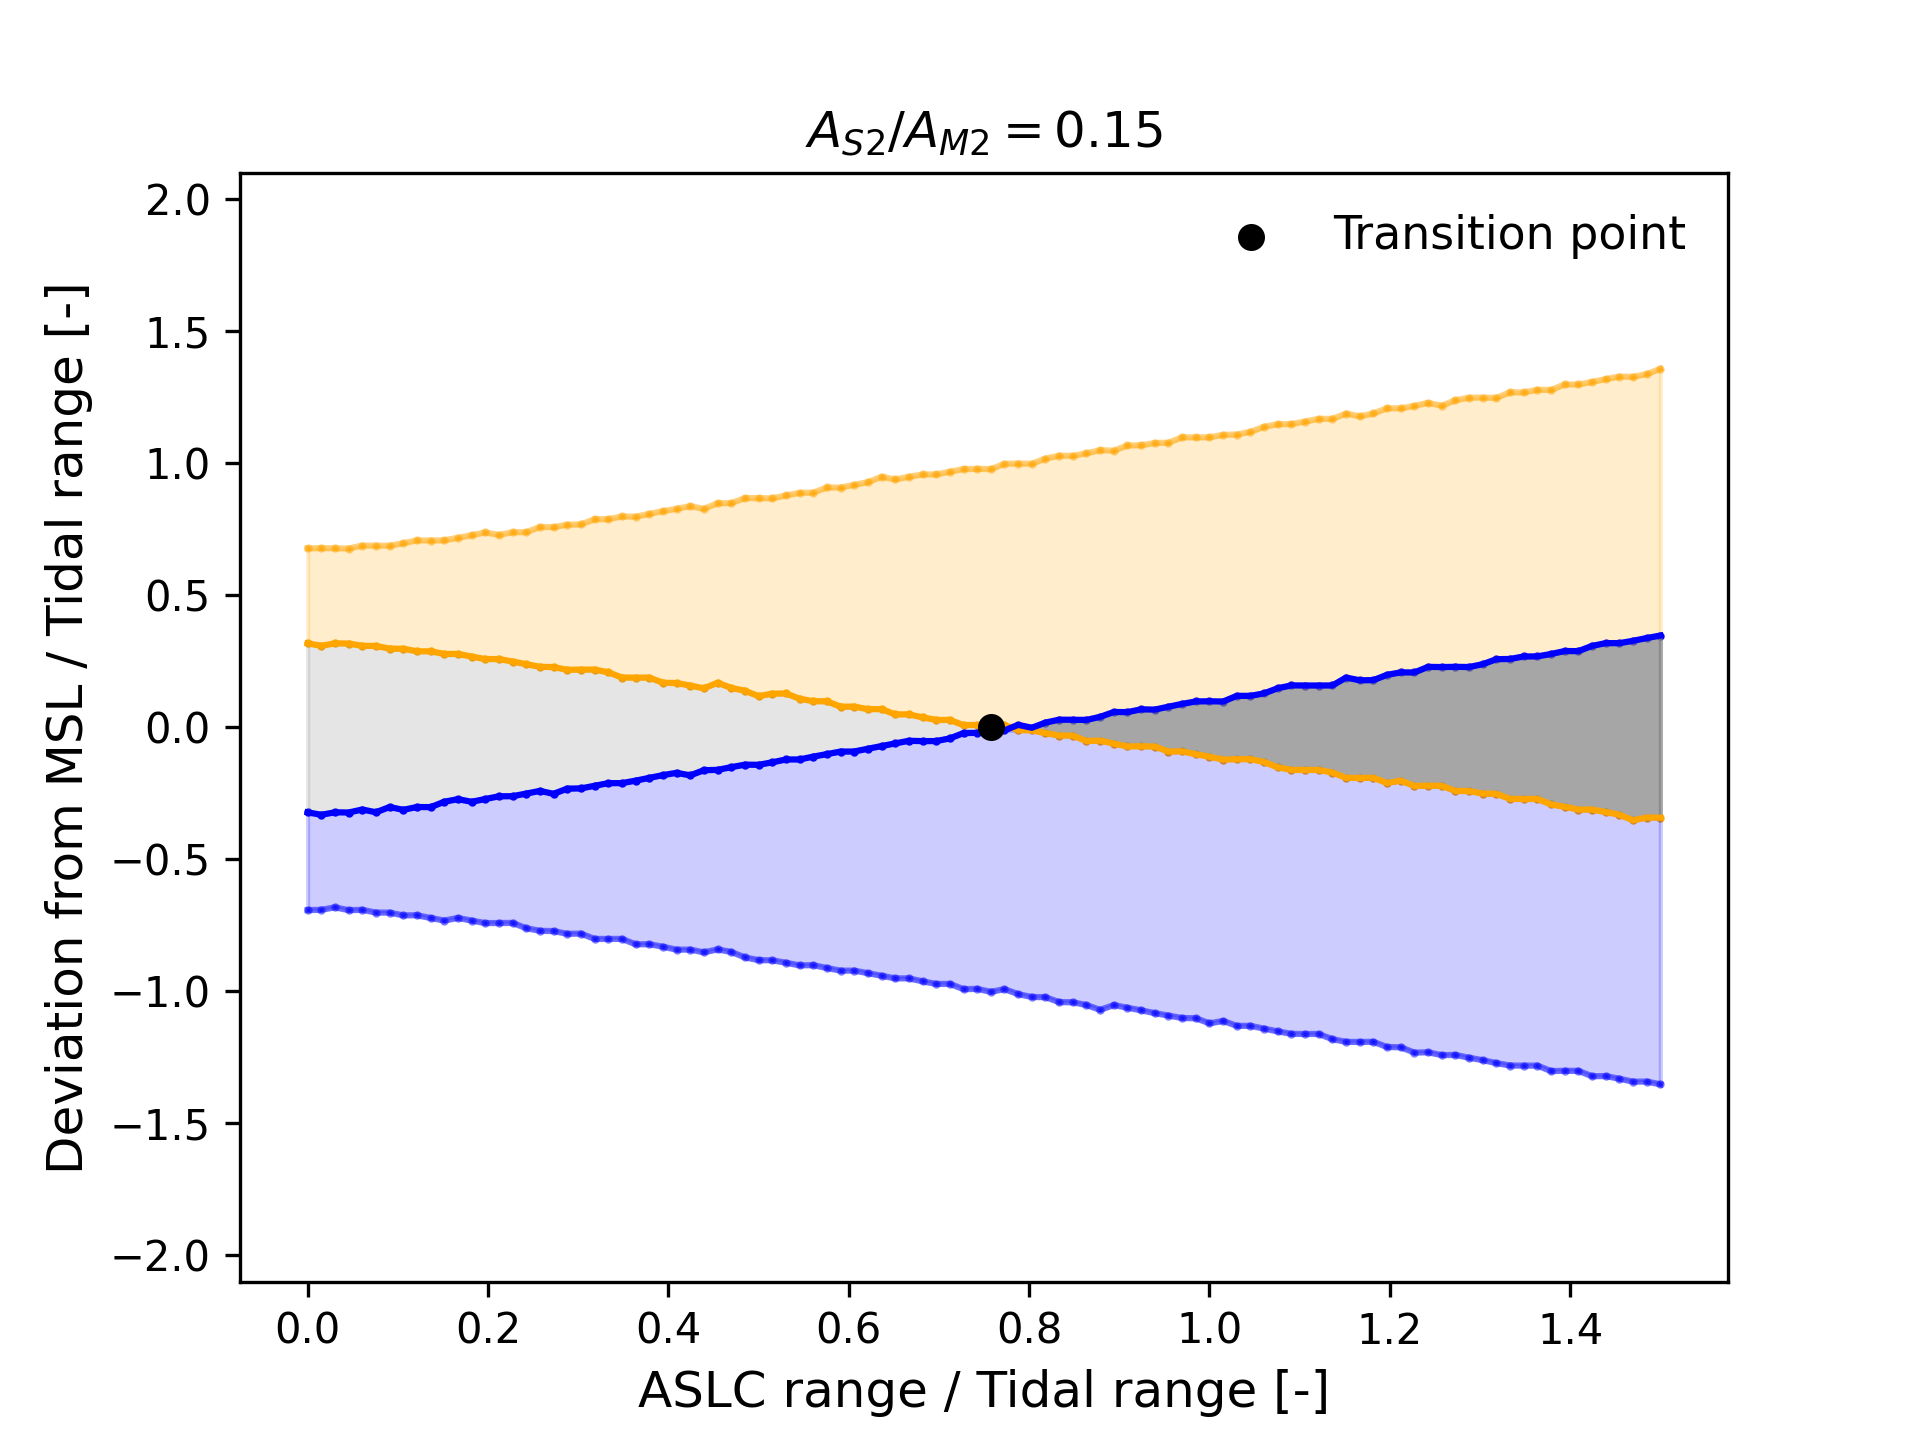 A_{S2}/A_{M2} = 0.15
Transition point
Deviation from MSL / Tidal range [-]
2.0
1.5
1.0
0.5
0.0
−0.5
−1.0
−1.5
−2.0
0.0 0.2 0.4 0.6 0.8 1.0 1.2 1.4
ASLC range / Tidal range [-]